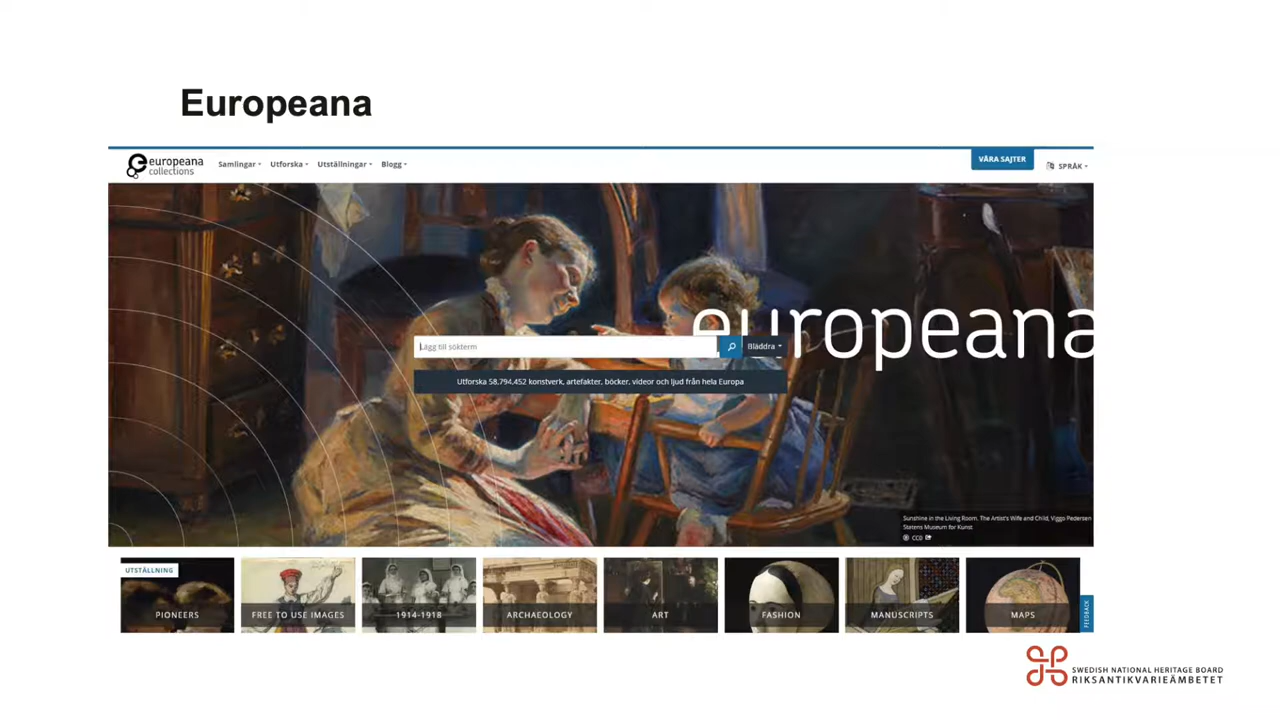 Europeana
europeana
collections
Samlingar
Utforska
Utställningar
Blogg
VÅRA SAJTER
SPRÅK
europeana
Lägg till sökterm
Bläddra
Utforska 58,794,452 konstverk, artefakter, böcker, videor och ljud från hela Europa
Sunshine in the Living Room. The Artist's Wife and Child, Viggo Pedersen
Statens Museum for Kunst
CC0
UTSTÄLLNING
PIONEERS
FREE TO USE IMAGES
1914-1918
ARCHAEOLOGY
ART
FASHION
MANUSCRIPTS
MAPS
FEEDBACK
SWEDISH NATIONAL HERITAGE BOARD
RIKSANTIKVARIEÄMBETET